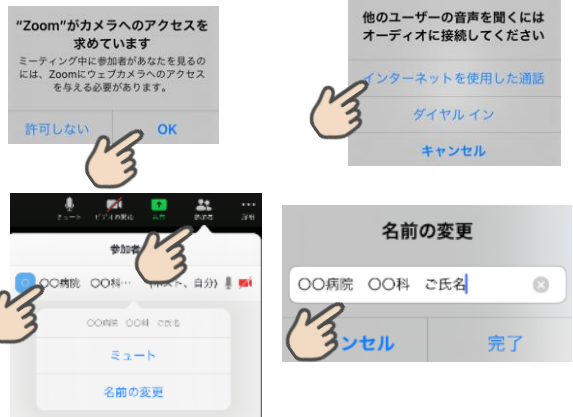 “Zoom”がカメラへのアクセスを
求めています
ミーティング中に参加者があなたを見るの
には、Zoomにウェブカメラへのアクセス
を与える必要があります。
許可しない
OK
他のユーザーの音声を聞くには
オーディオに接続してください
インターネットを使用した通話
ダイヤル イン
キャンセル
ミュート
ビデオの開始
共有
参加者
詳細
参加者
〇〇病院 〇〇科… (ホスト、自分)
〇〇病院 〇〇科 ご氏名
ミュート
名前の変更
名前の変更
〇〇病院 〇〇科 ご氏名
ンセル
完了